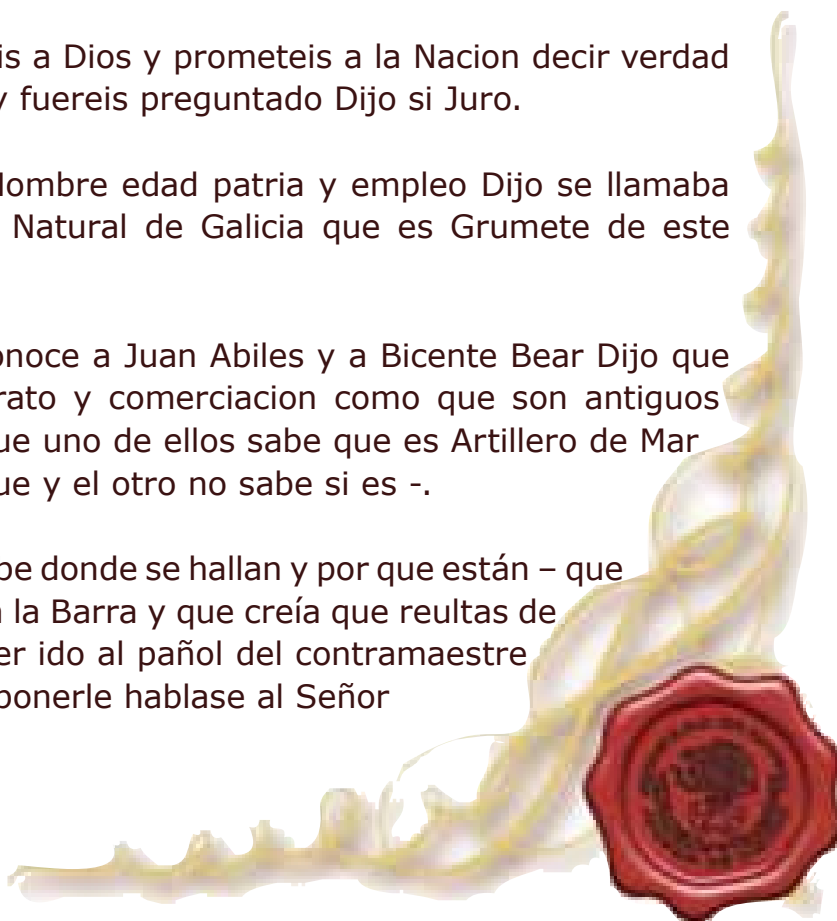 is a Dios y prometeis a la Nacion decir verdad
y fuereis preguntado Dijo si Juro.
ombre edad patria y empleo Dijo se llamaba
Natural de Galicia que es Grumete de este
onoce a Juan Abiles y a Bicente Bear Dijo que
rato y comerciacion como que son antiguos
ue uno de ellos sabe que es Artillero de Mar
ue y el otro no sabe si es -.
be donde se hallan y por que están – que
la Barra y que creía que reultas de
er ido al pañol del contramaestre
ponerle hablase al Señor